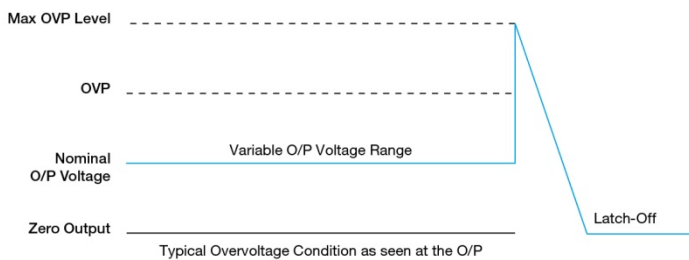 Max OVP Level
OVP
Variable O/P Voltage Range
Nominal
O/P Voltage
Latch-Off
Zero Output
Typical Overvoltage Condition as seen at the O/P